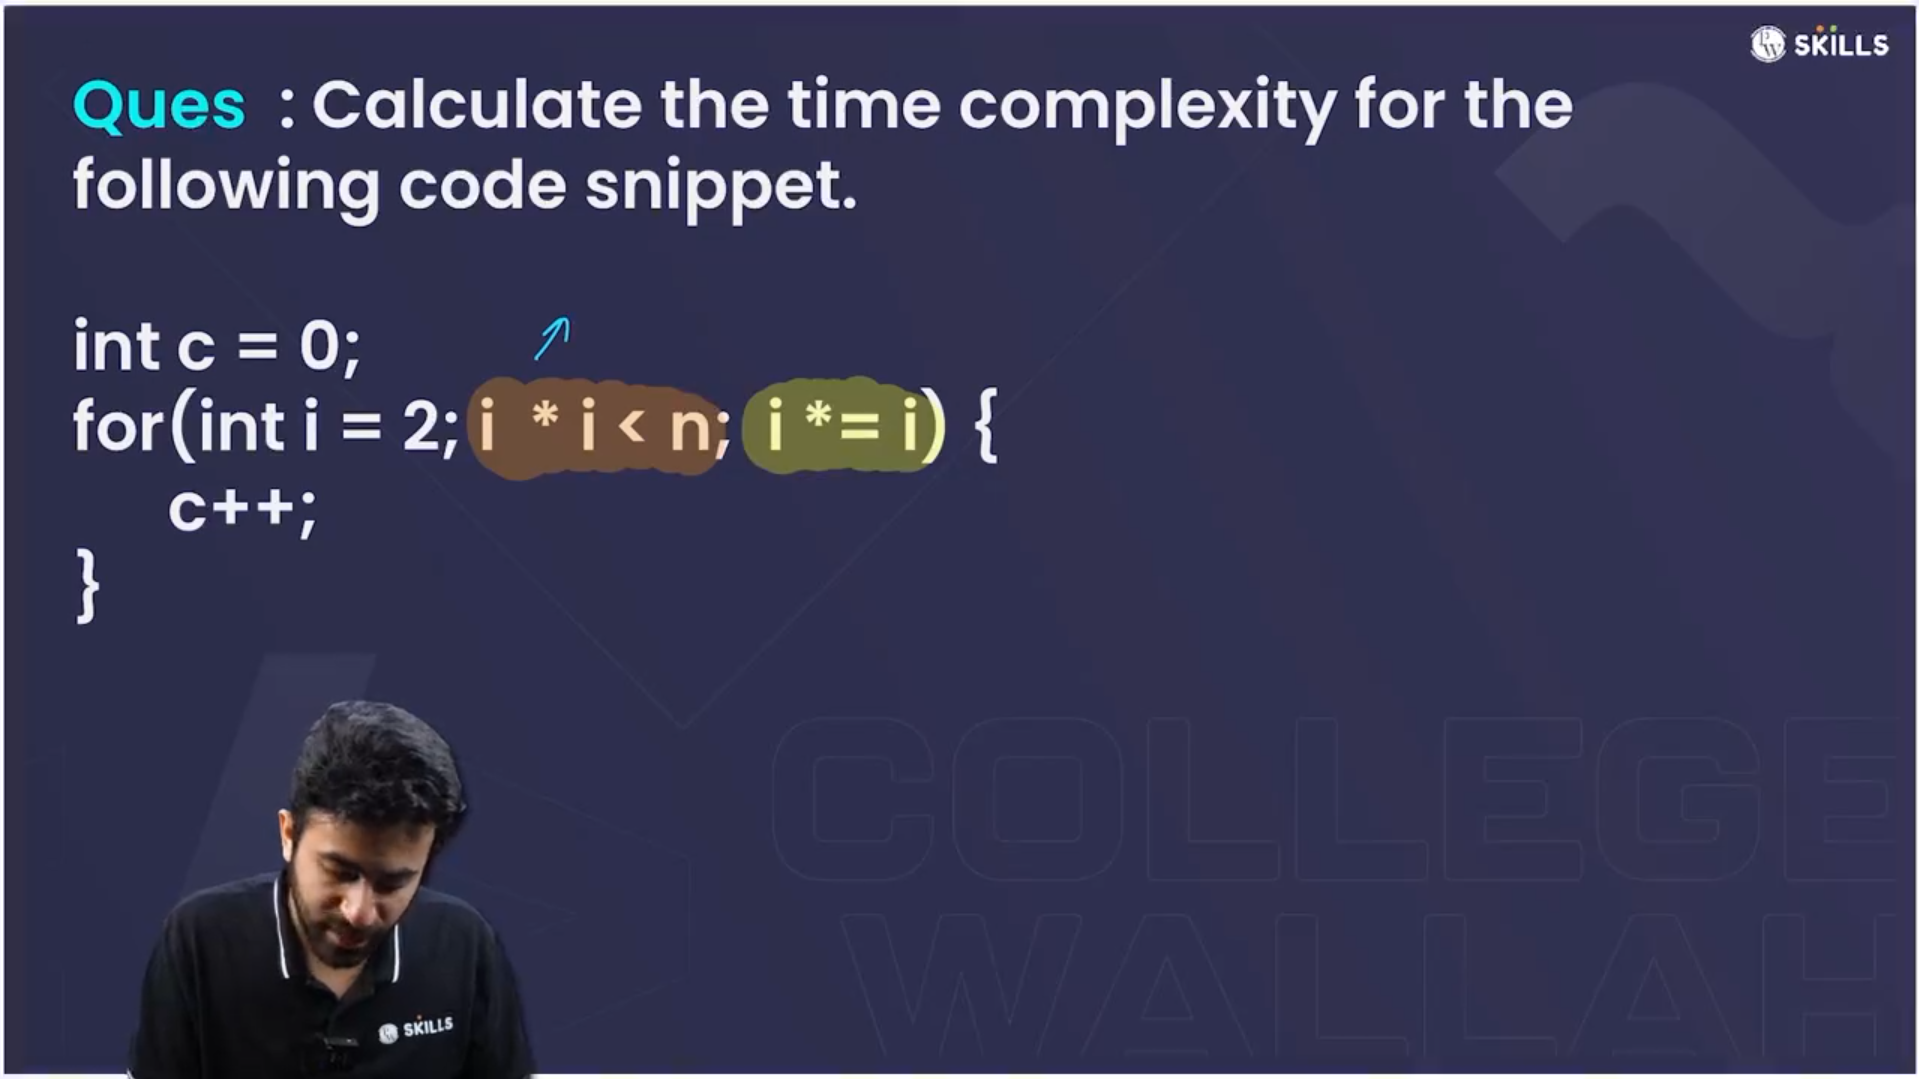 SKILLS
Ques : Calculate the time complexity for the
following code snippet.
int c = 0;
for(int i = 2; i * i < n; i *= i) {
c++;
}
COLLEGE
WALLAH
SKILLS